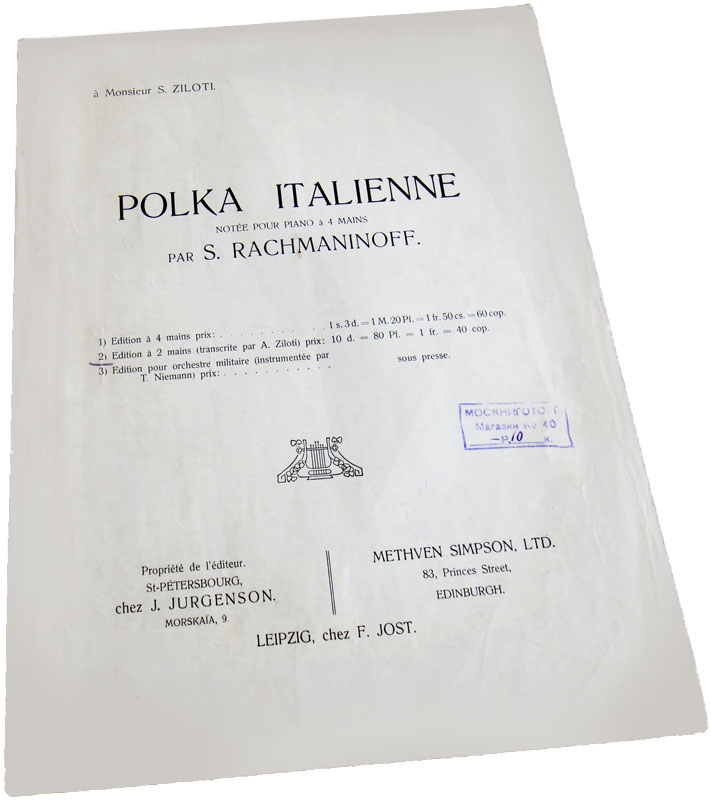 à Monsieur S. ZILOTI.
POLKA ITALIENNE
NOTÉE POUR PIANO à 4 MAINS
PAR S. RACHMANINOFF.
1) Edition à 4 mains prix: . . . . . . . . . . . 1 s. 3 d. = 1 M. 20 Pf. = 1 fr. 50 cs. = 60 cop.
2) Edition à 2 mains (transcrite par A. Ziloti) prix: 10 d. = 80 Pf. = 1 fr. = 40 cop.
3) Edition pour orchestre militaire (instrumentée par sous presse.
T. Niemann) prix: . . . . . . . . . . .
МОСКНИГОТО
Магазин № 40
—р. 10 к.
Propriété de l'éditeur.
St-PÉTERSBOURG,
chez J. JURGENSON.
MORSKAÏA, 9.
METHVEN SIMPSON, LTD.
83, Princes Street,
EDINBURGH.
LEIPZIG, chez F. JOST.